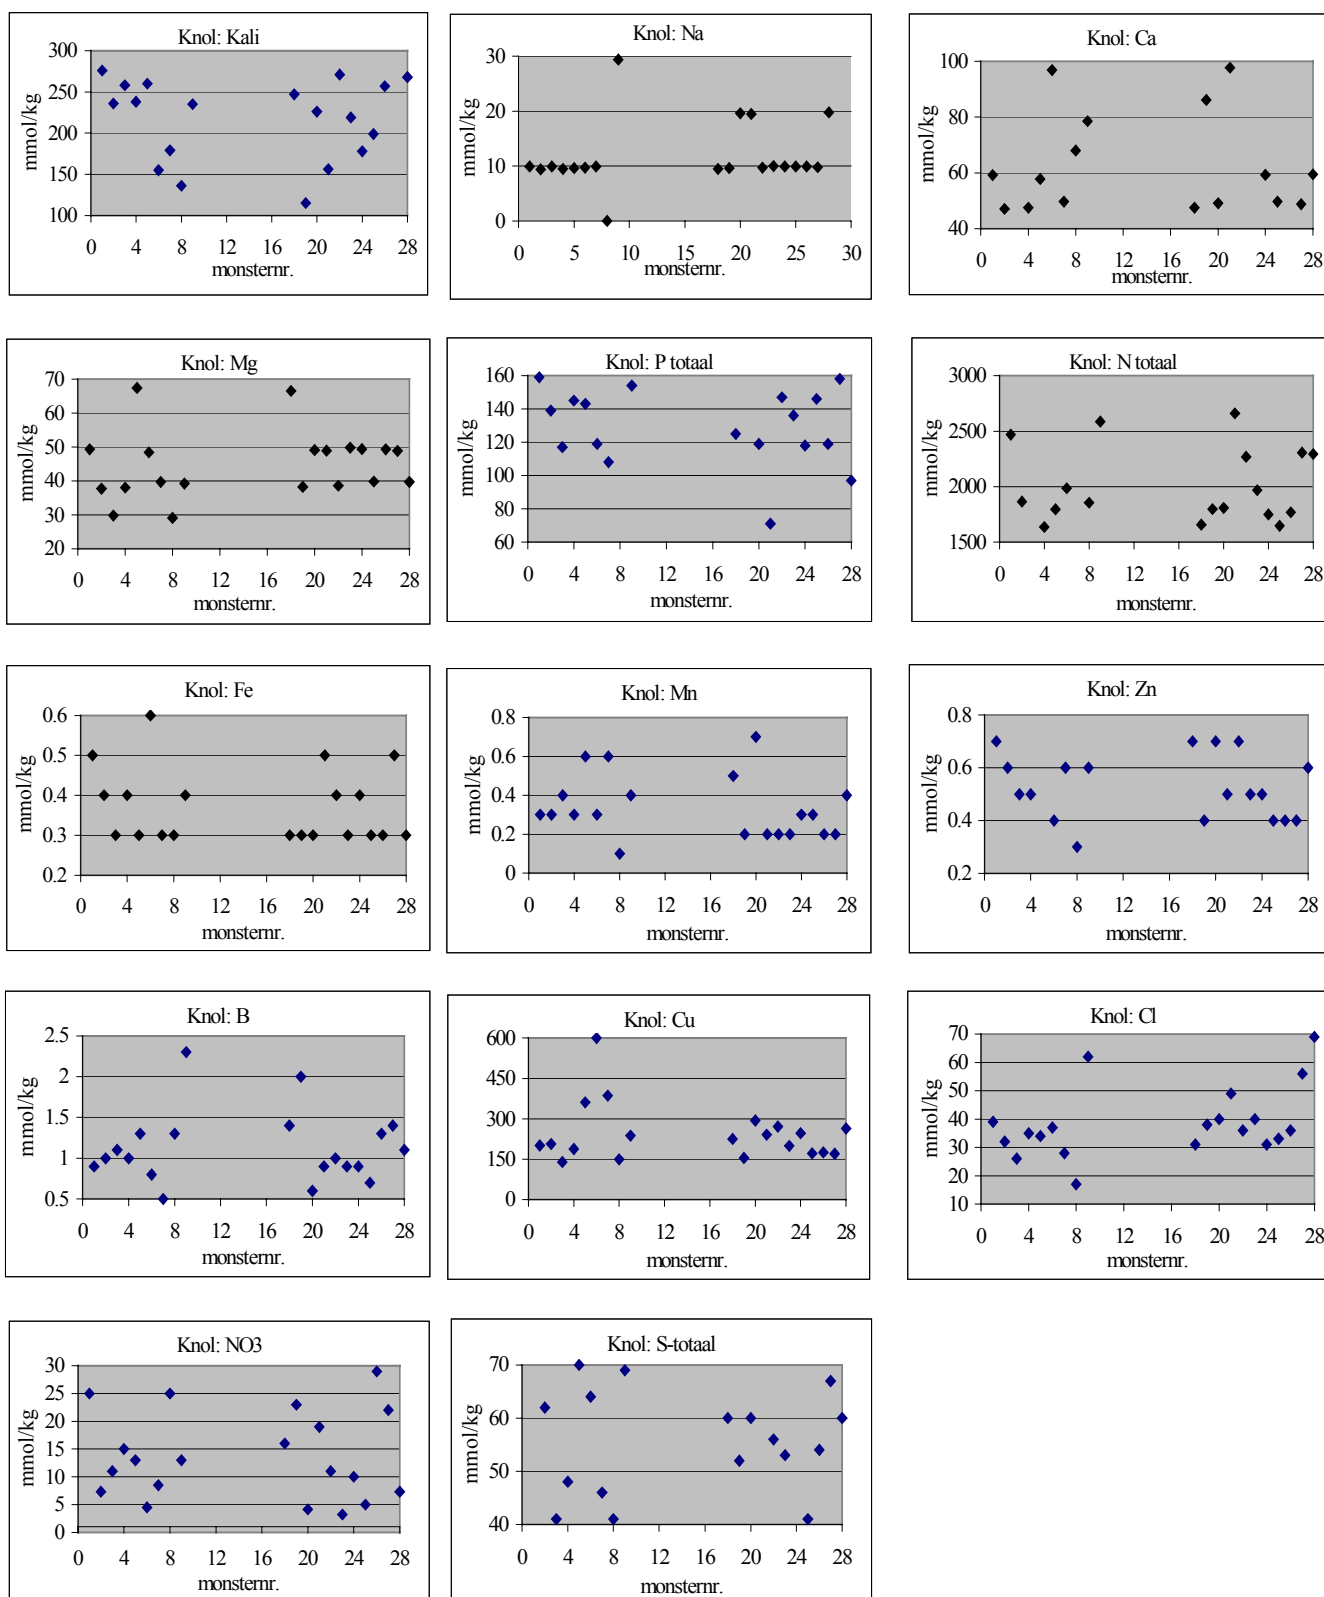 Knol: Kali
300
250
200
150
100
mmol/kg
0 4 8 12 16 20 24 28
monsternr.
Knol: Na
30
20
10
0
mmol/kg
0 5 10 15 20 25 30
monsternr.
Knol: Ca
100
80
60
40
mmol/kg
0 4 8 12 16 20 24 28
monsternr.
Knol: Mg
70
60
50
40
30
20
mmol/kg
0 4 8 12 16 20 24 28
monsternr.
Knol: P totaal
160
140
120
100
80
60
mmol/kg
0 4 8 12 16 20 24 28
monsternr.
Knol: N totaal
3000
2500
2000
1500
mmol/kg
0 4 8 12 16 20 24 28
monsternr.
Knol: Fe
0.6
0.5
0.4
0.3
0.2
mmol/kg
0 4 8 12 16 20 24 28
monsternr.
Knol: Mn
0.8
0.6
0.4
0.2
0
mmol/kg
0 4 8 12 16 20 24 28
monsternr.
Knol: Zn
0.8
0.6
0.4
0.2
mmol/kg
0 4 8 12 16 20 24 28
monsternr.
Knol: B
2.5
2
1.5
1
0.5
mmol/kg
0 4 8 12 16 20 24 28
monsternr.
Knol: Cu
600
450
300
150
0
mmol/kg
0 4 8 12 16 20 24 28
monsternr.
Knol: Cl
70
60
50
40
30
20
10
mmol/kg
0 4 8 12 16 20 24 28
monsternr.
Knol: NO3
30
25
20
15
10
5
0
mmol/kg
0 4 8 12 16 20 24 28
monsternr.
Knol: S-totaal
70
60
50
40
mmol/kg
0 4 8 12 16 20 24 28
monsternr.